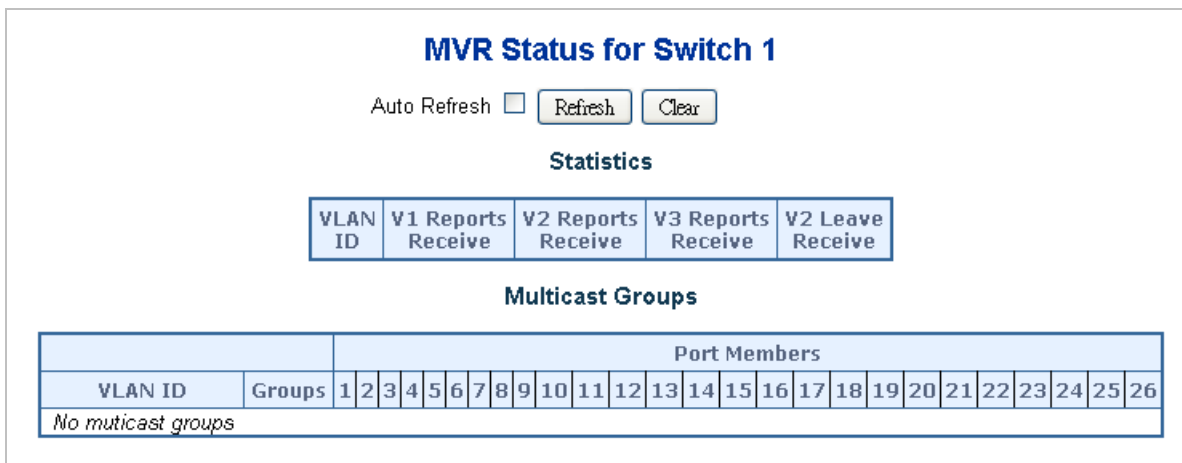 MVR Status for Switch 1
Auto Refresh Refresh Clear
Statistics
VLAN ID V1 Reports Receive V2 Reports Receive V3 Reports Receive V2 Leave Receive
Multicast Groups
Port Members
VLAN ID Groups 1 2 3 4 5 6 7 8 9 10 11 12 13 14 15 16 17 18 19 20 21 22 23 24 25 26
No muticast groups